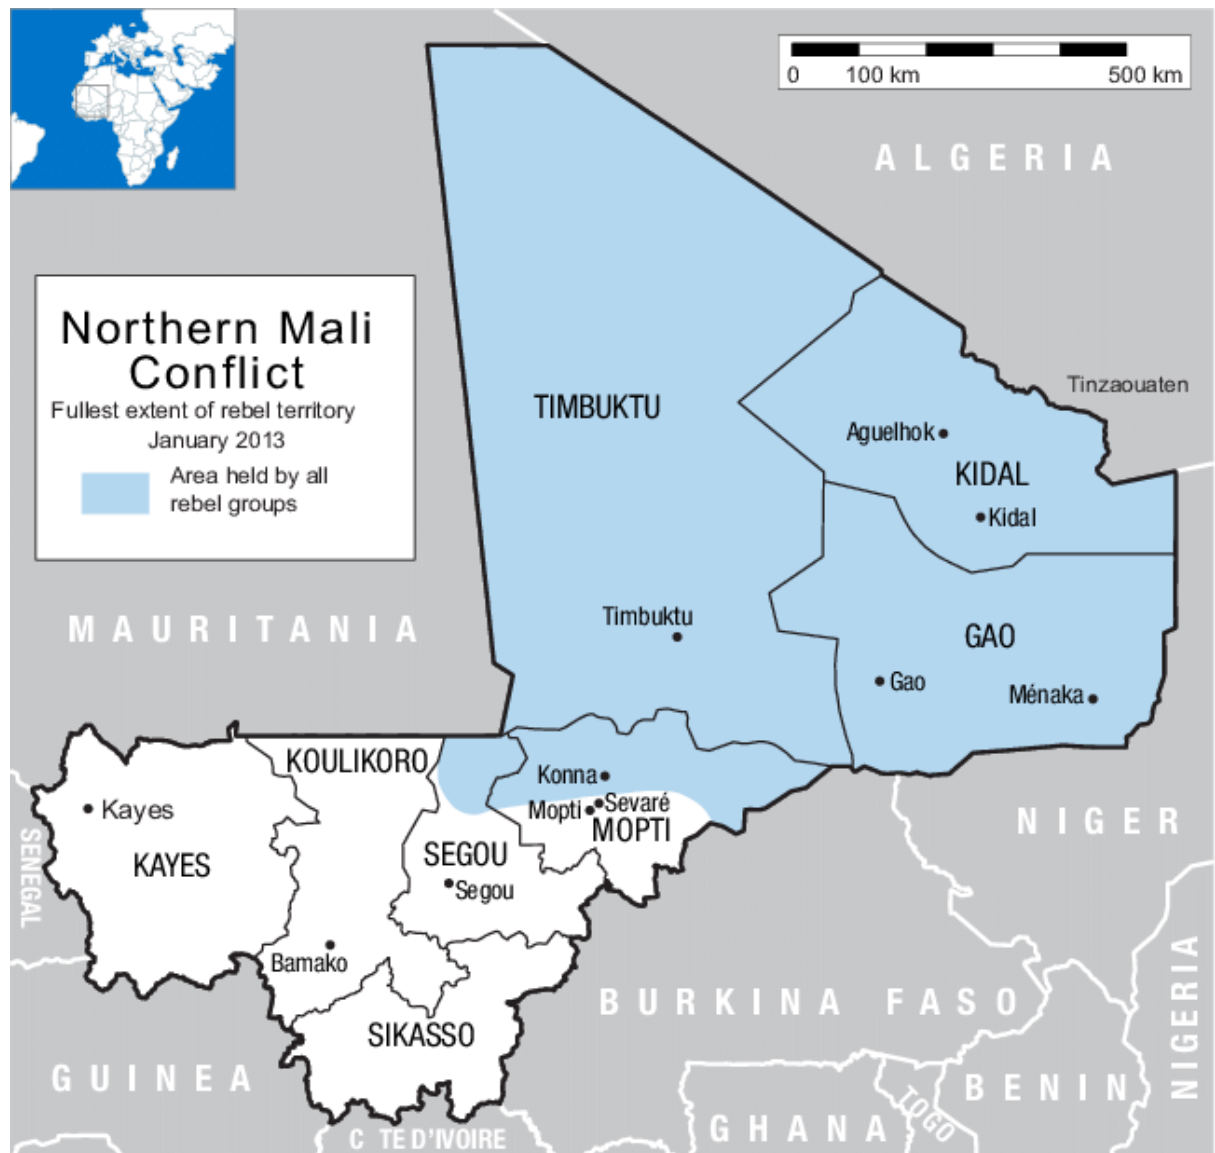 0 100 km 500 km
ALGERIA
Northern Mali
Conflict
Fullest extent of rebel territory
January 2013
Area held by all
rebel groups
Tinzaouaten
TIMBUKTU
Aguelhok
KIDAL
Kidal
MAURITANIA
Timbuktu
GAO
Gao
Ménaka
KOULIKORO
Konna
Kayes
Mopti
Sevaré
MOPTI
NIGER
SENEGAL
KAYES
SEGOU
Segou
Bamako
BURKINA FASO
NIGERIA
SIKASSO
GUINEA
BENIN
TOGO
GHANA
C TE D'IVOIRE